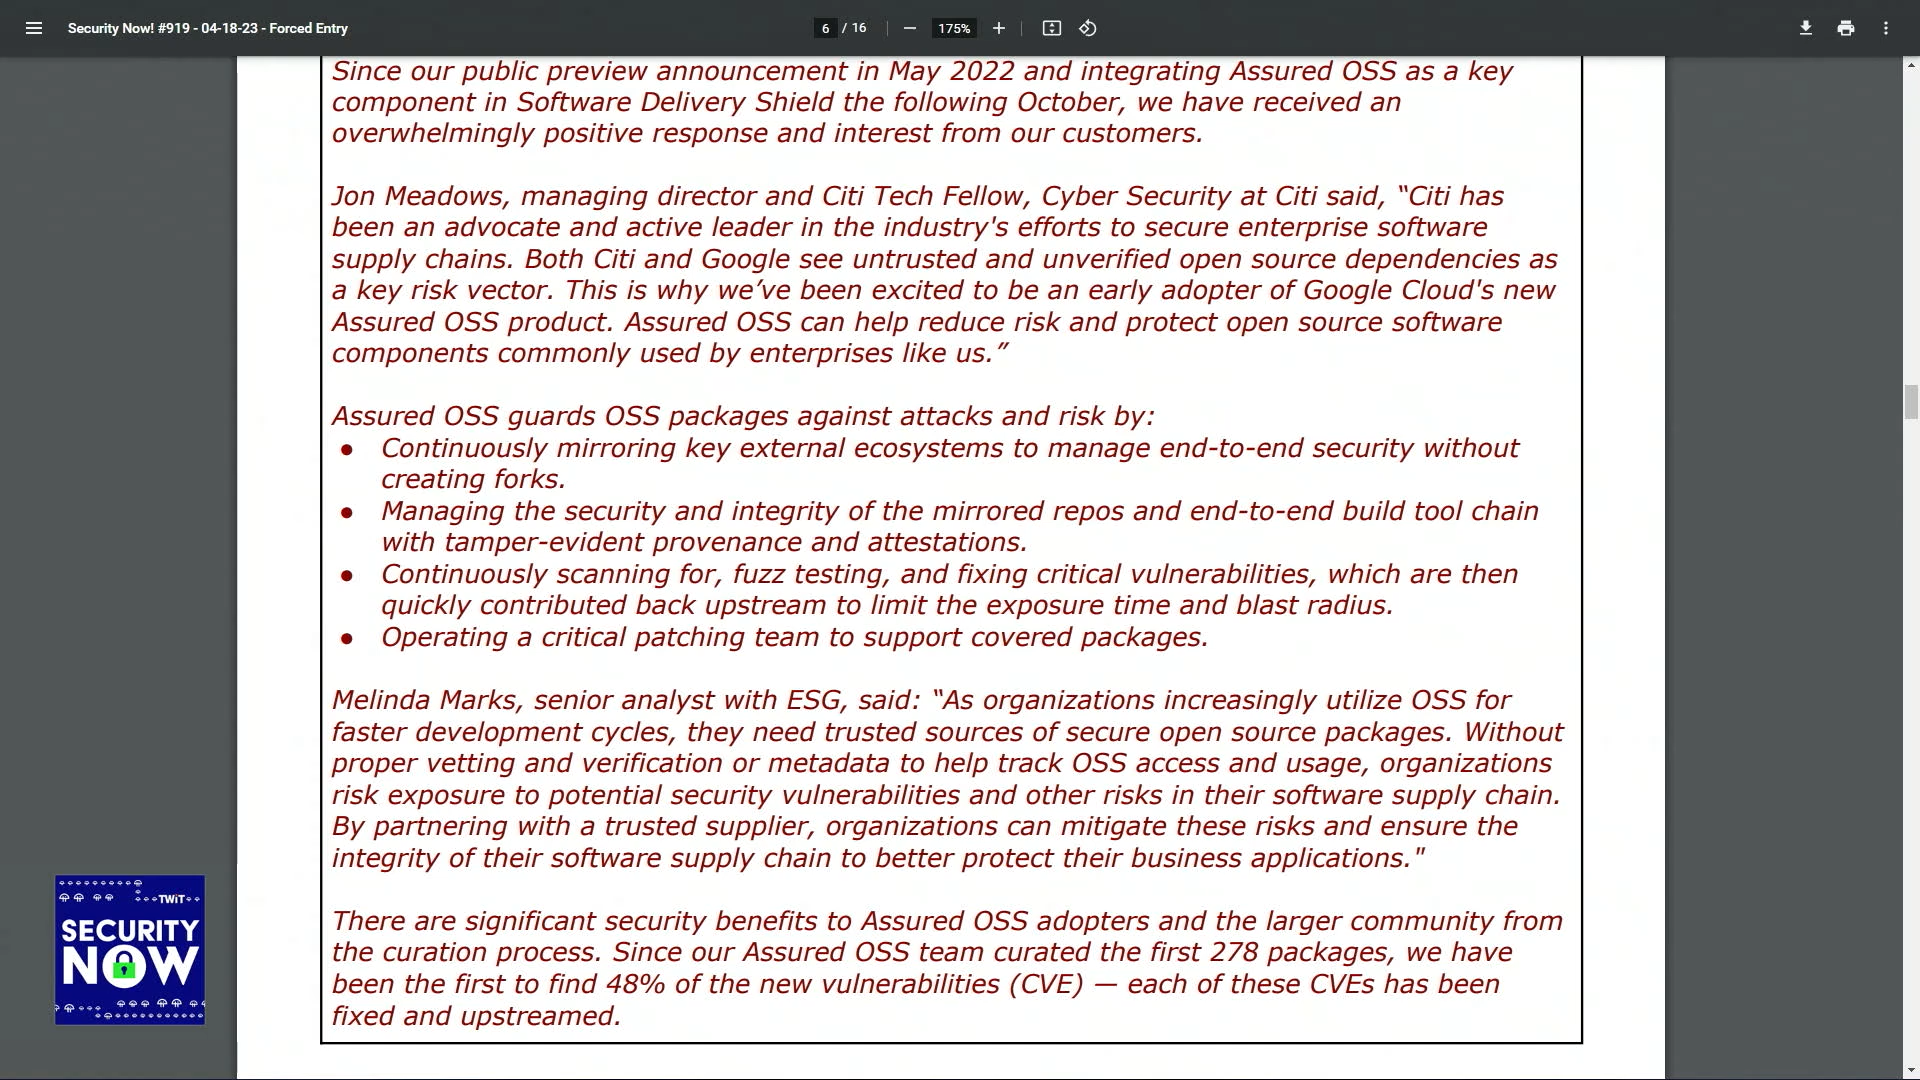 Security Now! #919 - 04-18-23 - Forced Entry
6 / 16
175%
Since our public preview announcement in May 2022 and integrating Assured OSS as a key
component in Software Delivery Shield the following October, we have received an
overwhelmingly positive response and interest from our customers.
Jon Meadows, managing director and Citi Tech Fellow, Cyber Security at Citi said, “Citi has
been an advocate and active leader in the industry's efforts to secure enterprise software
supply chains. Both Citi and Google see untrusted and unverified open source dependencies as
a key risk vector. This is why we’ve been excited to be an early adopter of Google Cloud's new
Assured OSS product. Assured OSS can help reduce risk and protect open source software
components commonly used by enterprises like us.”
Assured OSS guards OSS packages against attacks and risk by:
● Continuously mirroring key external ecosystems to manage end-to-end security without
creating forks.
● Managing the security and integrity of the mirrored repos and end-to-end build tool chain
with tamper-evident provenance and attestations.
● Continuously scanning for, fuzz testing, and fixing critical vulnerabilities, which are then
quickly contributed back upstream to limit the exposure time and blast radius.
● Operating a critical patching team to support covered packages.
Melinda Marks, senior analyst with ESG, said: “As organizations increasingly utilize OSS for
faster development cycles, they need trusted sources of secure open source packages. Without
proper vetting and verification or metadata to help track OSS access and usage, organizations
risk exposure to potential security vulnerabilities and other risks in their software supply chain.
By partnering with a trusted supplier, organizations can mitigate these risks and ensure the
integrity of their software supply chain to better protect their business applications."
There are significant security benefits to Assured OSS adopters and the larger community from
the curation process. Since our Assured OSS team curated the first 278 packages, we have
been the first to find 48% of the new vulnerabilities (CVE) — each of these CVEs has been
fixed and upstreamed.
TWiT
SECURITY
NOW